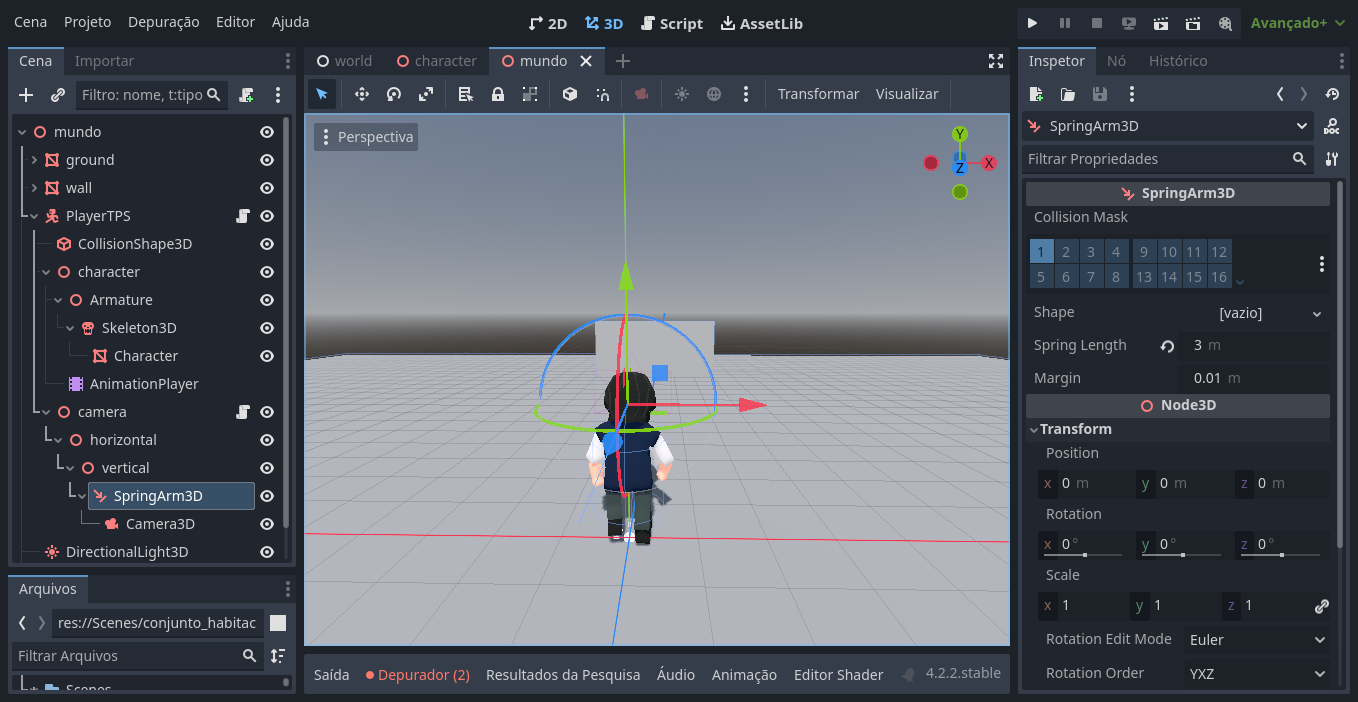 Cena Projeto Depuração Editor Ajuda 2D 3D Script AssetLib Avançado+
Cena Importar
Filtro: nome, t:tipo
mundo
ground
wall
PlayerTPS
CollisionShape3D
character
Armature
Skeleton3D
Character
AnimationPlayer
camera
horizontal
vertical
SpringArm3D
Camera3D
DirectionalLight3D
Arquivos
res://Scenes/conjunto_habitac
Filtrar Arquivos
Scenes
world character mundo
Transformar Visualizar
Perspectiva
Y
X
Z
Saída Depurador (2) Resultados da Pesquisa Áudio Animação Editor Shader 4.2.2.stable
Inspetor Nó Histórico
SpringArm3D
DOC
Filtrar Propriedades
SpringArm3D
Collision Mask
1 2 3 4 9 10 11 12
5 6 7 8 13 14 15 16
Shape [vazio]
Spring Length 3 m
Margin 0.01 m
Node3D
Transform
Position
x 0 m y 0 m z 0 m
Rotation
x 0° y 0° z 0°
Scale
x 1 y 1 z 1
Rotation Edit Mode Euler
Rotation Order YXZ